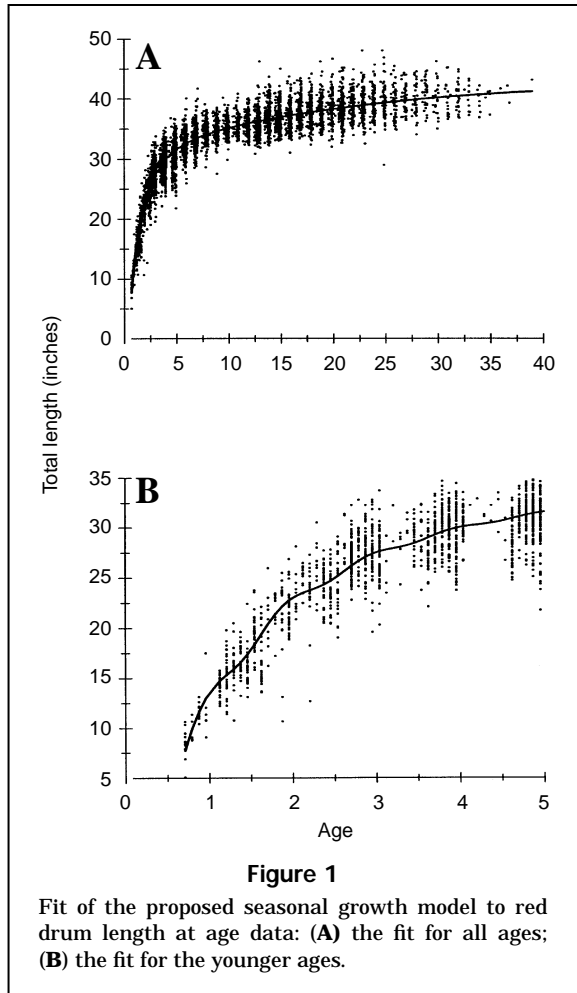 50
A
40
30
20
10
0
0 5 10 15 20 25 30 35 40
Total length (inches)
35
B
30
25
20
15
10
5
0 1 2 3 4 5
Age
Figure 1
Fit of the proposed seasonal growth model to red
drum length at age data: (A) the fit for all ages;
(B) the fit for the younger ages.